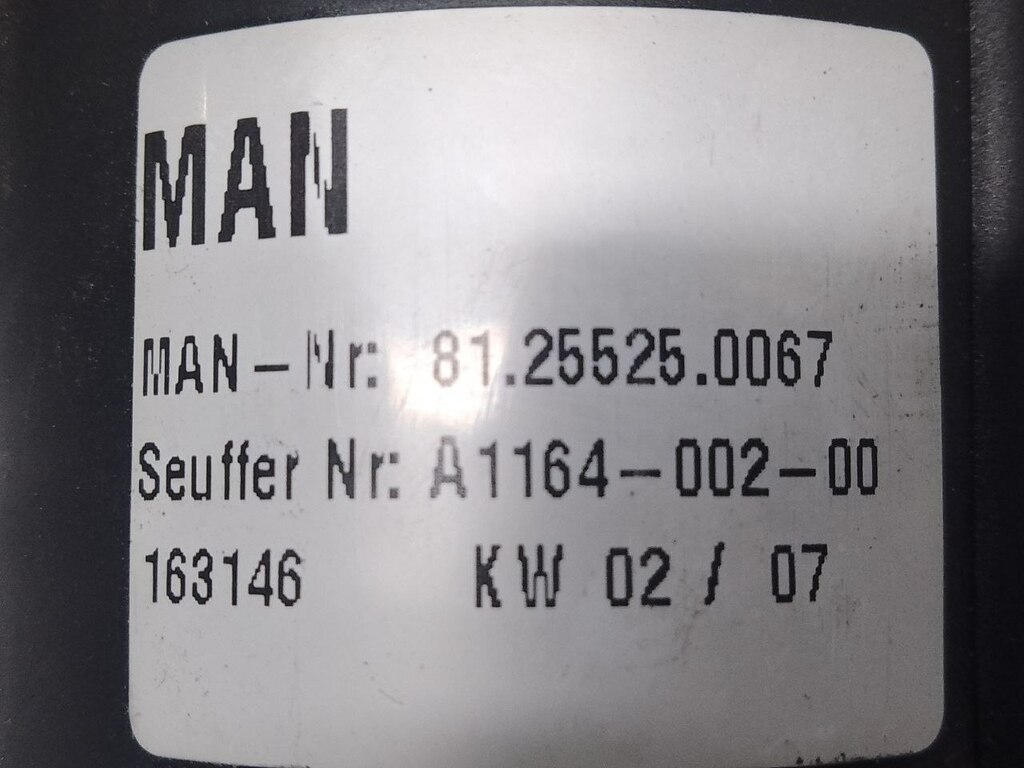 MAN
MAN-Nr: 81.25525.0067
Seuffer Nr: A1164-002-00
163146 KW 02 / 07